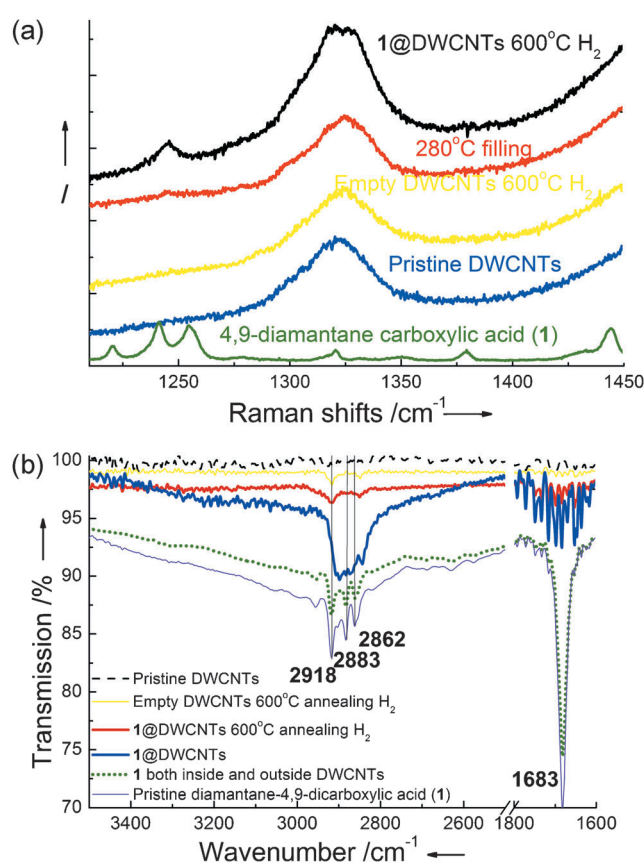 (a)
1@DWCNTs 600°C H₂
280°C filling
Empty DWCNTs 600°C H₂
Pristine DWCNTs
4,9-diamantane carboxylic acid (1)
I
1250 1300 1350 1400 1450
Raman shifts /cm⁻¹
(b)
100
95
90
85
80
75
70
Transmission /%
2862
2883
2918
1683
Pristine DWCNTs
Empty DWCNTs 600°C annealing H₂
1@DWCNTs 600°C annealing H₂
1@DWCNTs
1 both inside and outside DWCNTs
Pristine diamantane-4,9-dicarboxylic acid (1)
3400 3200 3000 2800 2600 1800 1600
Wavenumber /cm⁻¹